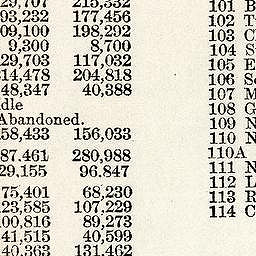 29,707 215,332
93,232 177,456
09,100 198,292
9,300 8,700
29,703 117,032
314,478 204,818
48,347 40,388
dle
Abandoned.
58,433 156,033
87.461 280,988
29.155 96.847
75,401 68,230
23,585 107,229
00,816 89,273
41,515 40,599
40,363 131,462
101 B
102 T
103 C
104 S
105 E
106 S
107 M
108 G
109 N
110 N
110A
111 N
112 L
113 R
114 C